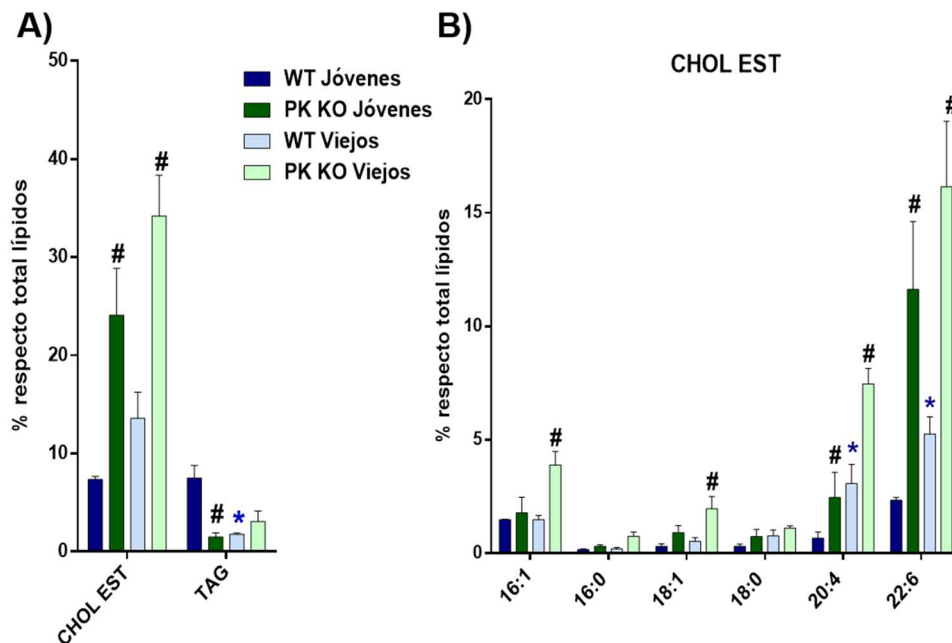 A)
% respecto total lípidos
50
40
30
20
10
0
WT Jóvenes
PK KO Jóvenes
WT Viejos
PK KO Viejos
#
#
#
*
CHOL EST
TAG
B)
CHOL EST
% respecto total lípidos
20
15
10
5
0
#
#
#
*
#
#
*
#
16:1
16:0
18:1
18:0
20:4
22:6